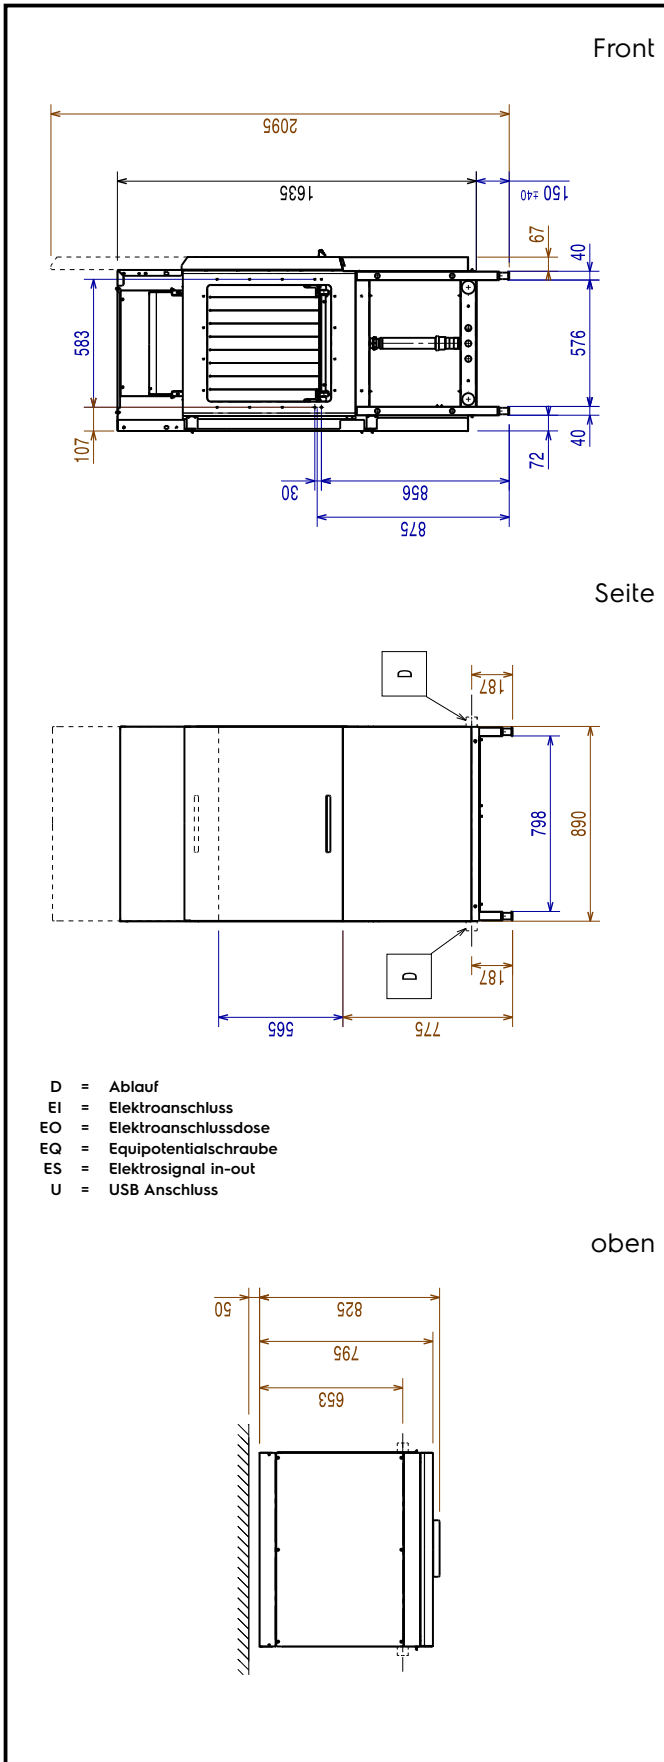 Front
2095
1635
150 ±40
67
40
583
576
107
72
40
30
856
875
Seite
D
187
798
890
D
187
565
775
D = Ablauf
EI = Elektroanschluss
EO = Elektroanschlussdose
EQ = Equipotentialschraube
ES = Elektrosignal in-out
U = USB Anschluss
oben
50
825
795
653